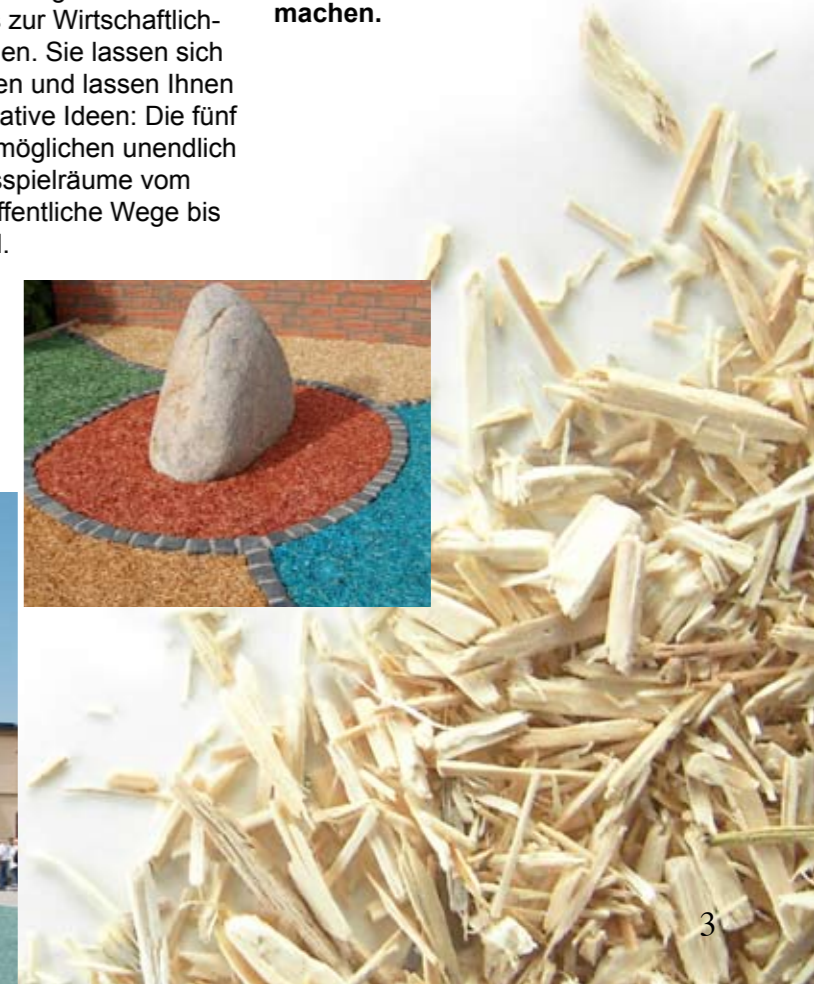 zur Wirtschaftlich-
en. Sie lassen sich
en und lassen Ihnen
ative Ideen: Die fünf
möglichen unendlich
sspielräume vom
ffentliche Wege bis
machen.
3